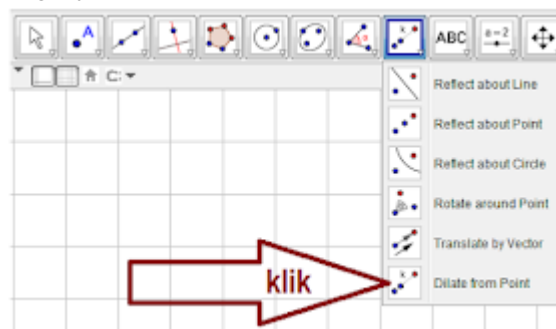 A
ABC
a=2
C:
Reflect about Line
Reflect about Point
Reflect about Circle
Rotate around Point
Translate by Vector
klik
Dilate from Point